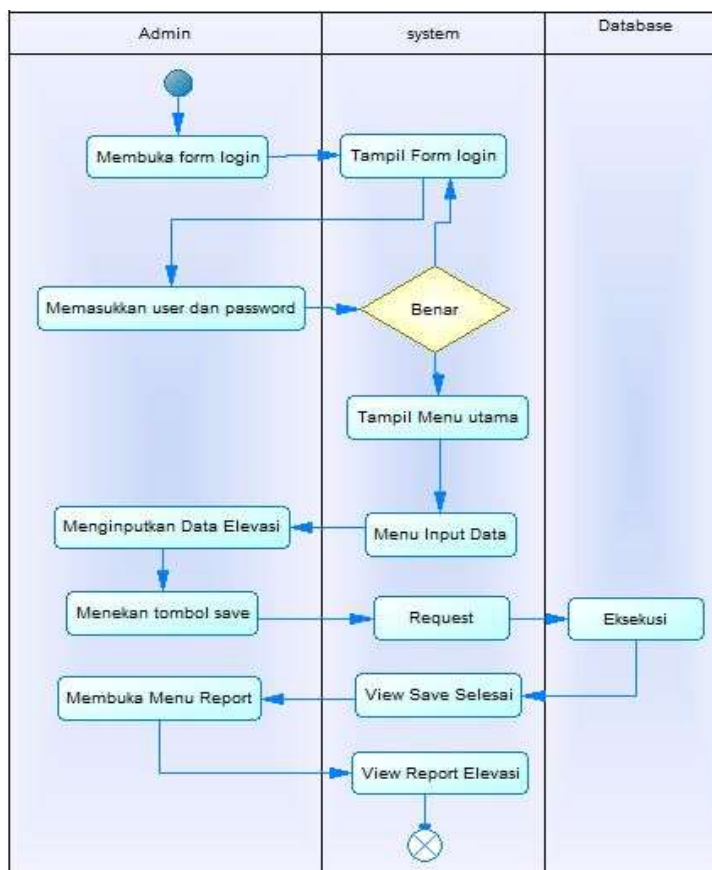 Admin
system
Database
Membuka form login
Tampil Form login
Memasukkan user dan password
Benar
Tampil Menu utama
Menginputkan Data Elevasi
Menu Input Data
Menekan tombol save
Request
Eksekusi
Membuka Menu Report
View Save Selesai
View Report Elevasi